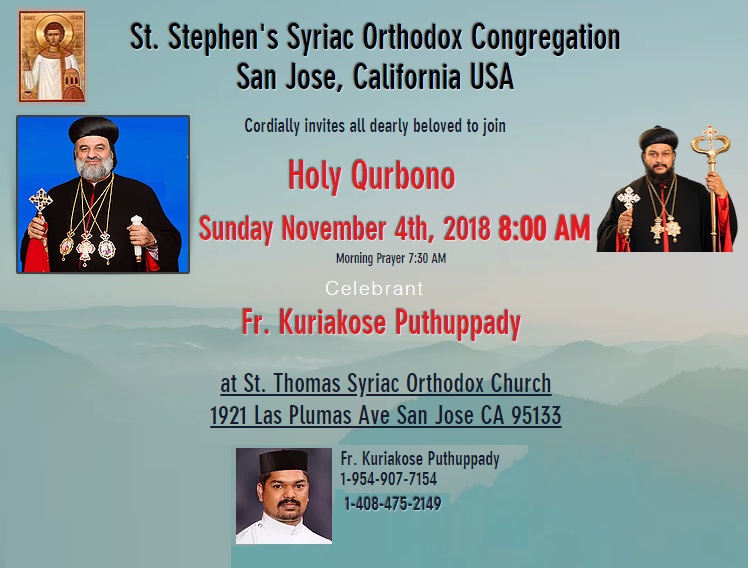 St. Stephen's Syriac Orthodox Congregation
San Jose, California USA
Cordially invites all dearly beloved to join
Holy Qurbono
Sunday November 4th, 2018 8:00 AM
Morning Prayer 7:30 AM
Celebrant
Fr. Kuriakose Puthuppady
at St. Thomas Syriac Orthodox Church
1921 Las Plumas Ave San Jose CA 95133
Fr. Kuriakose Puthuppady
1-954-907-7154
1-408-475-2149